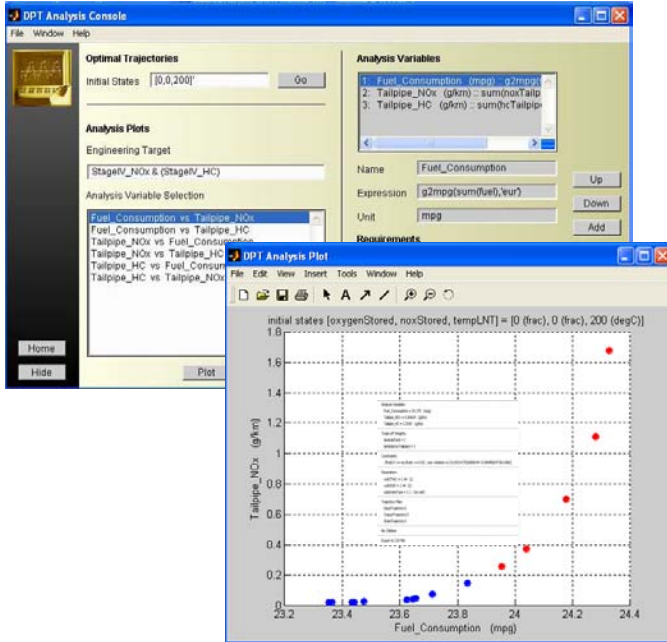 DPT Analysis Console
File Window Help
Optimal Trajectories
Initial States [0,0,200]'
Go
Analysis Plots
Engineering Target
StageIV_NOx & (StageIV_HC)
Analysis Variable Selection
Fuel_Consumption vs Tailpipe_NOx
Fuel_Consumption vs Tailpipe_HC
Tailpipe_NOx vs Fuel_Consumption
Tailpipe_NOx vs Tailpipe_HC
Tailpipe_HC vs Fuel_Consum
Tailpipe_HC vs Tailpipe_NOx
Home
Hide
Plot
Analysis Variables
1: Fuel_Consumption (mpg) :: g2mpg(
2: Tailpipe_NOx (g/km) :: sum(noxTailp
3: Tailpipe_HC (g/km) :: sum(hcTailpip
Name Fuel_Consumption
Expression g2mpg(sum(fuel),'eur')
Unit mpg
Requirements
Up
Down
Add
DPT Analysis Plot
File Edit View Insert Tools Window Help
initial states [oxygenStored, noxStored, tempLNT] = [0 (frac), 0 (frac), 200 (degC)]
1.8
1.6
1.4
1.2
1
0.8
0.6
0.4
0.2
0
Tailpipe_NOx (g/km)
23.2 23.4 23.6 23.8 24 24.2 24.4
Fuel_Consumption (mpg)